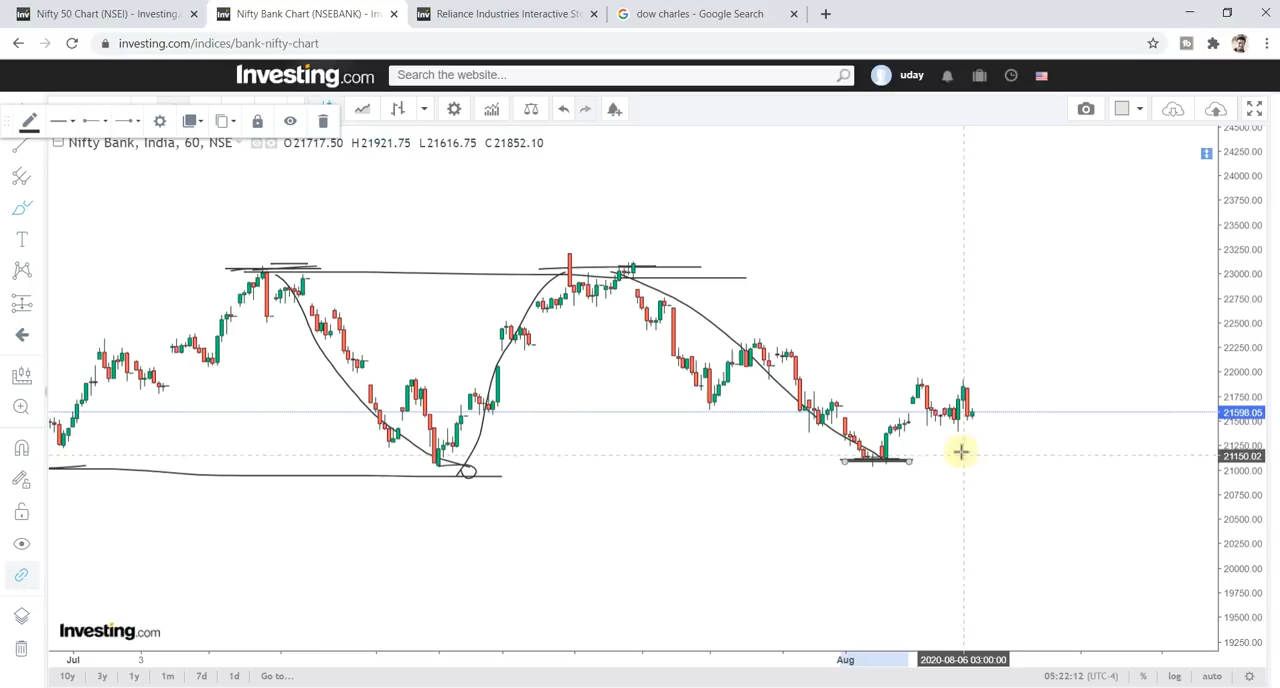 Nifty 50 Chart (NSEI) - Investing.
Nifty Bank Chart (NSEBANK) - Inv
Reliance Industries Interactive Sto
dow charles - Google Search
investing.com/indices/bank-nifty-chart
Investing.com
Search the website...
uday
Nifty Bank, India, 60, NSE
O21717.50 H21921.75 L21616.75 C21852.10
24500.00
24250.00
24000.00
23750.00
23500.00
23250.00
23000.00
22750.00
22500.00
22250.00
22000.00
21750.00
21598.05
21500.00
21250.00
21150.02
21000.00
20750.00
20500.00
20250.00
20000.00
19750.00
19500.00
19250.00
Investing.com
Jul 3 Aug 2020-08-06 03:00:00
10y 3y 1y 1m 7d 1d Go to... 05:22:12 (UTC-4) % log auto